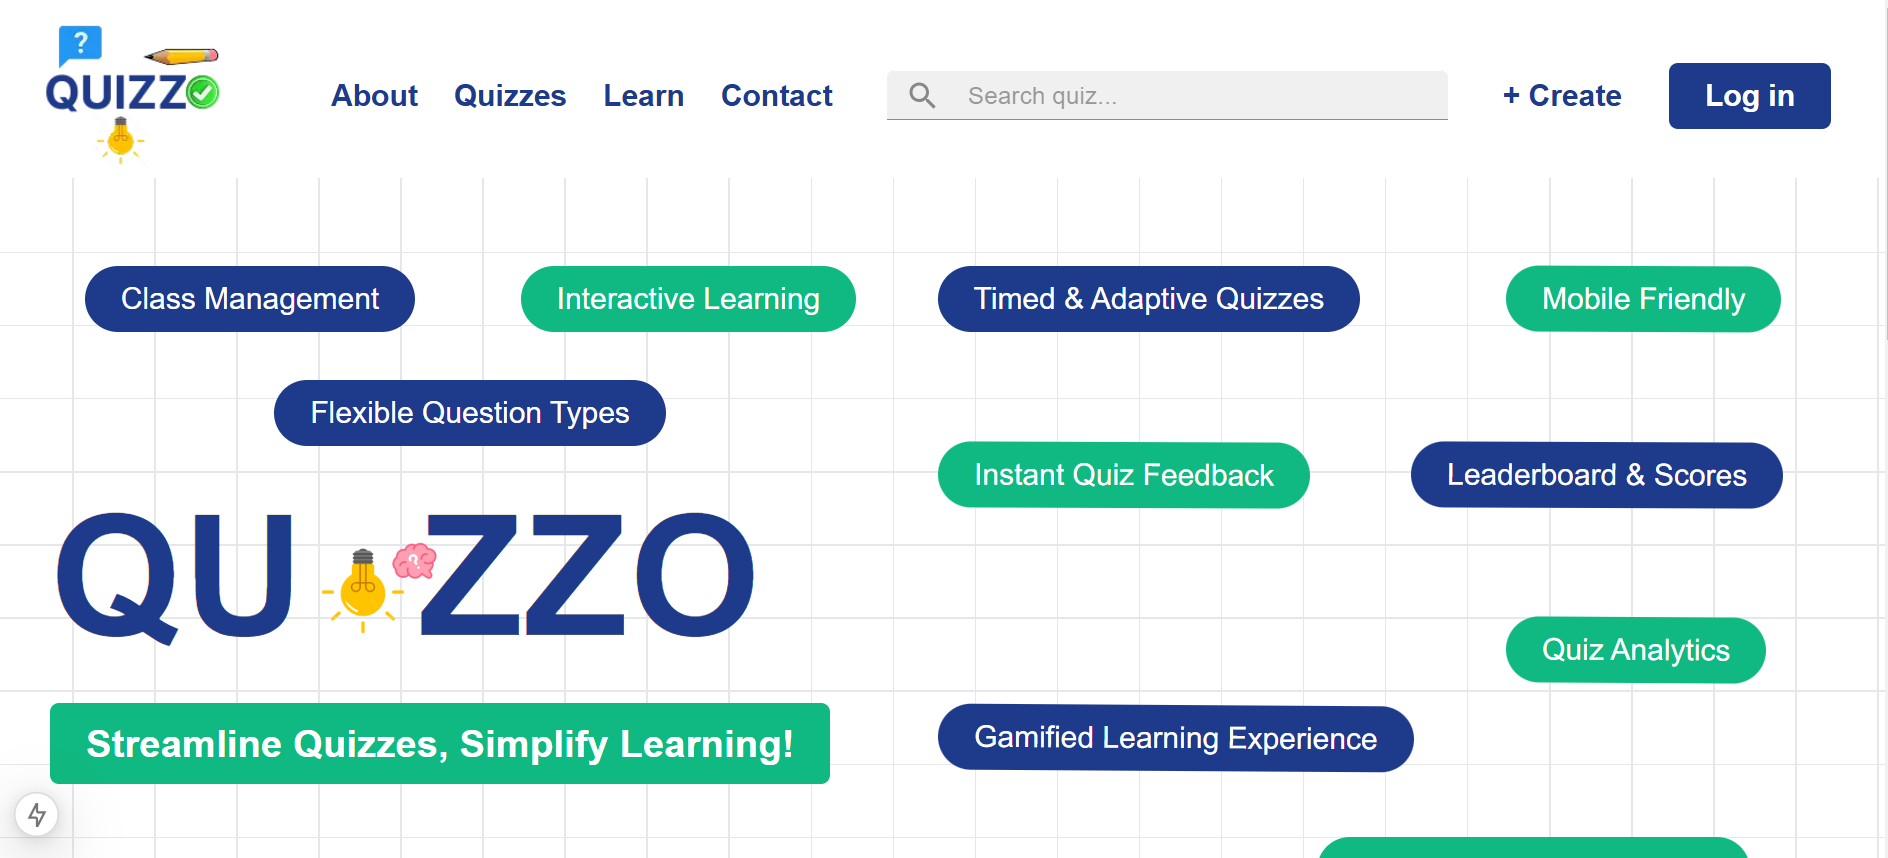 ?
QUIZZ
About Quizzes Learn Contact
Search quiz...
+ Create
Log in
Class Management
Interactive Learning
Timed & Adaptive Quizzes
Mobile Friendly
Flexible Question Types
Instant Quiz Feedback
Leaderboard & Scores
QU ? ZZO
Quiz Analytics
Streamline Quizzes, Simplify Learning!
Gamified Learning Experience